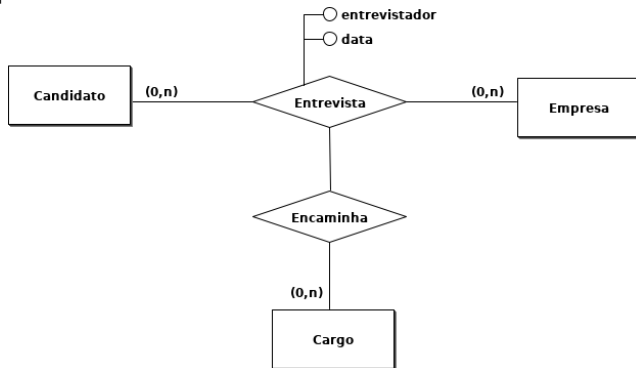 entrevistador
data
Candidato
(0,n)
Entrevista
(0,n)
Empresa
Encaminha
(0,n)
Cargo